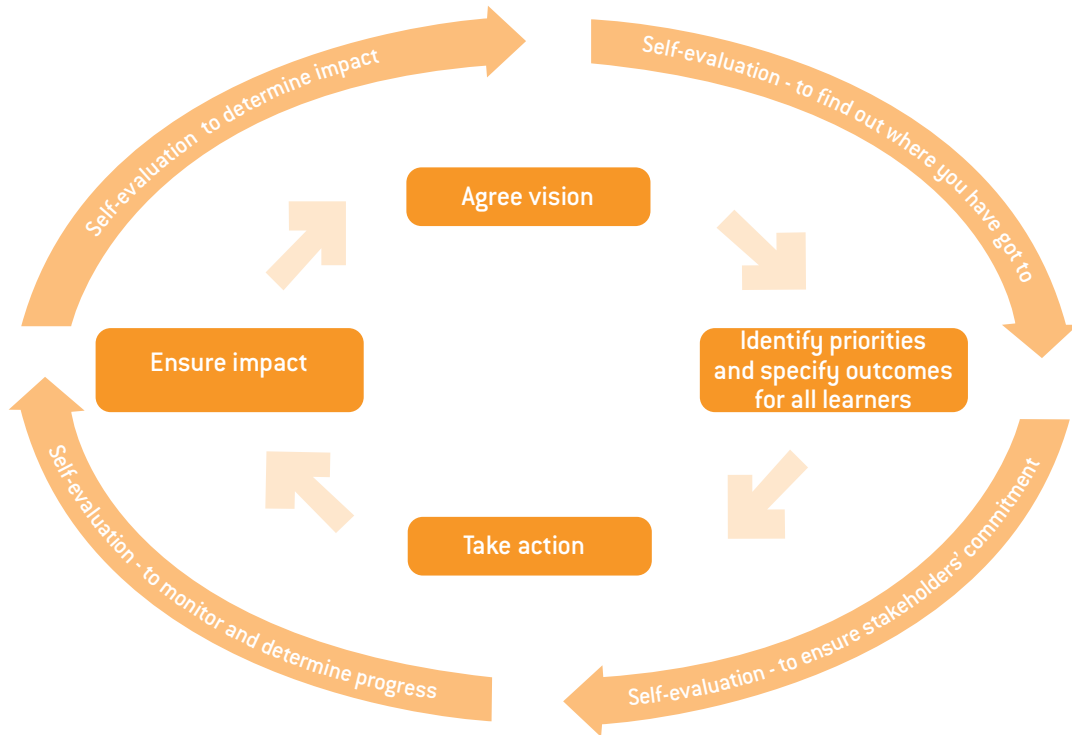 Self-evaluation to determine impact
Self-evaluation - to find out where you have got to
Agree vision
Ensure impact
Identify priorities
and specify outcomes
for all learners
Take action
Self-evaluation - to monitor and determine progress
Self-evaluation - to ensure stakeholders' commitment